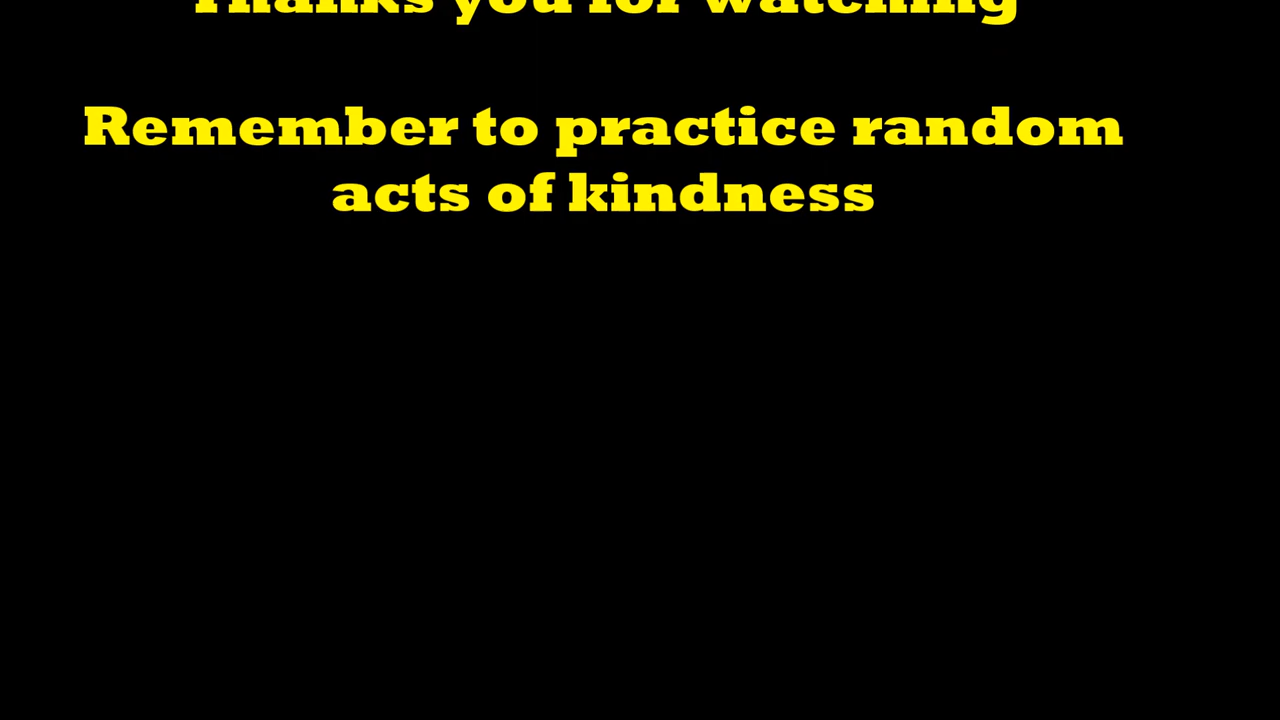 Thanks you for watching
Remember to practice random
acts of kindness